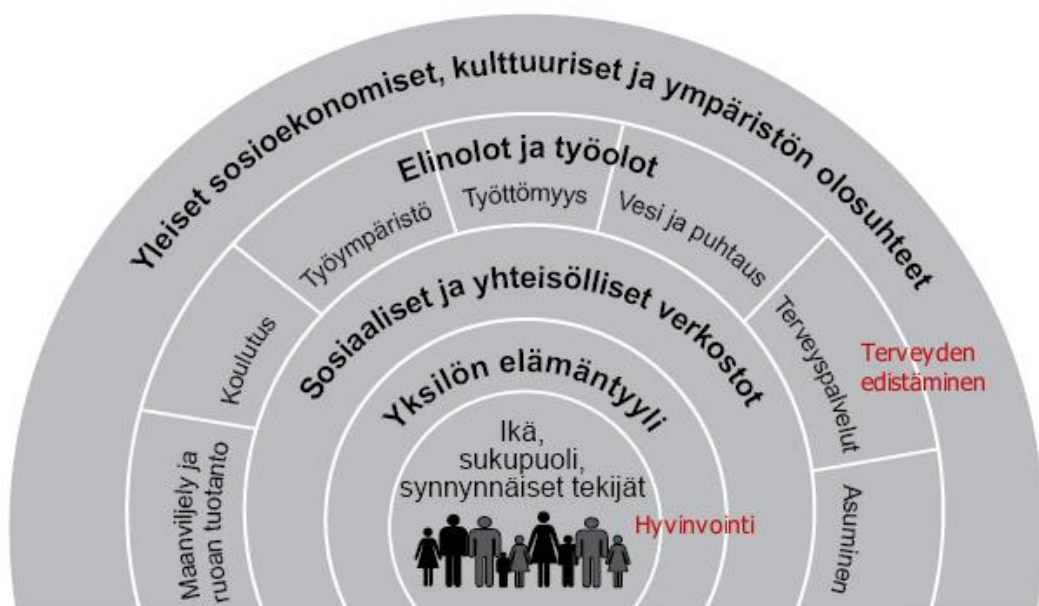 Yleiset sosioekonomiset, kulttuuriset ja ympäristön olosuhteet
Elinolot ja työolot
Maanviljely ja
ruoan tuotanto
Koulutus
Työympäristö
Työttömyys
Vesi ja puhtaus
Terveyspalvelut
Asuminen
Terveyden
edistäminen
Sosiaaliset ja yhteisölliset verkostot
Yksilön elämäntyyli
Ikä,
sukupuoli,
synnynnäiset tekijät
Hyvinvointi